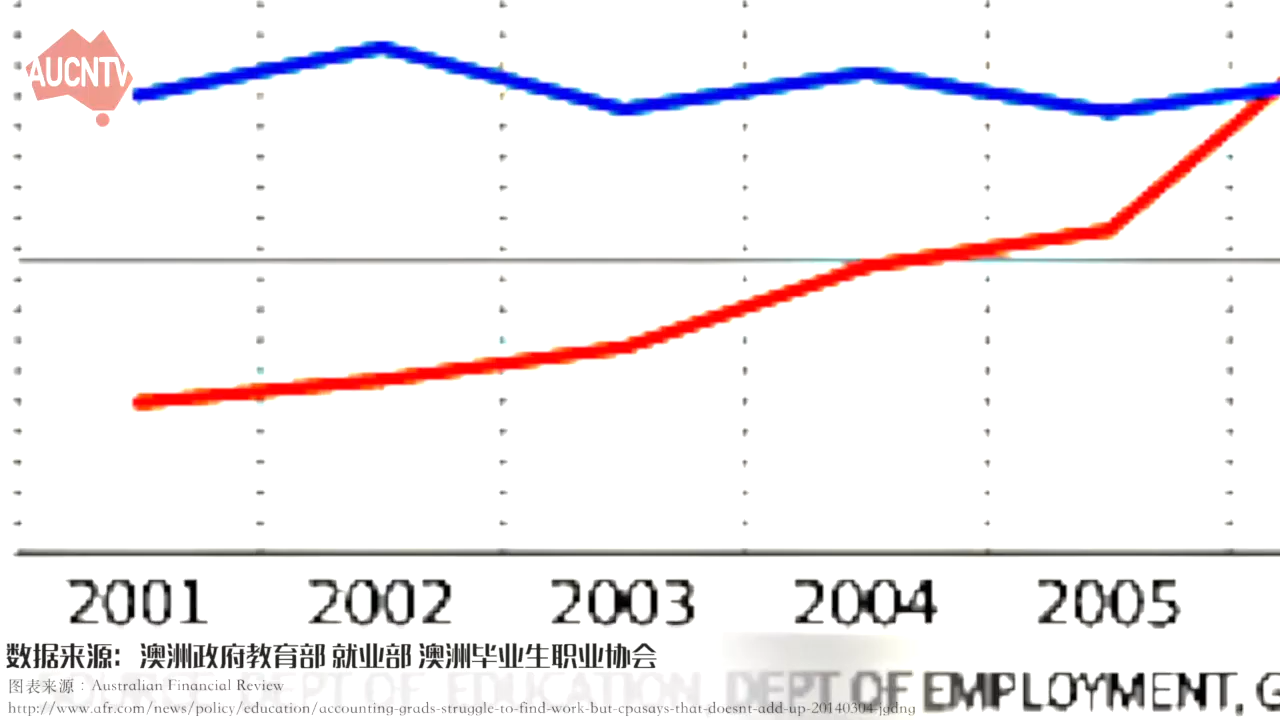 AUCNTV
2001 2002 2003 2004 2005
数据来源：澳洲政府教育部 就业部 澳洲毕业生职业协会
DEPT OF EDUCATION, DEPT OF EMPLOYMENT, G
图表来源：Australian Financial Review
http://www.afr.com/news/policy/education/accounting-grads-struggle-to-find-work-but-cpasays-that-doesnt-add-up-20140304-jgdng